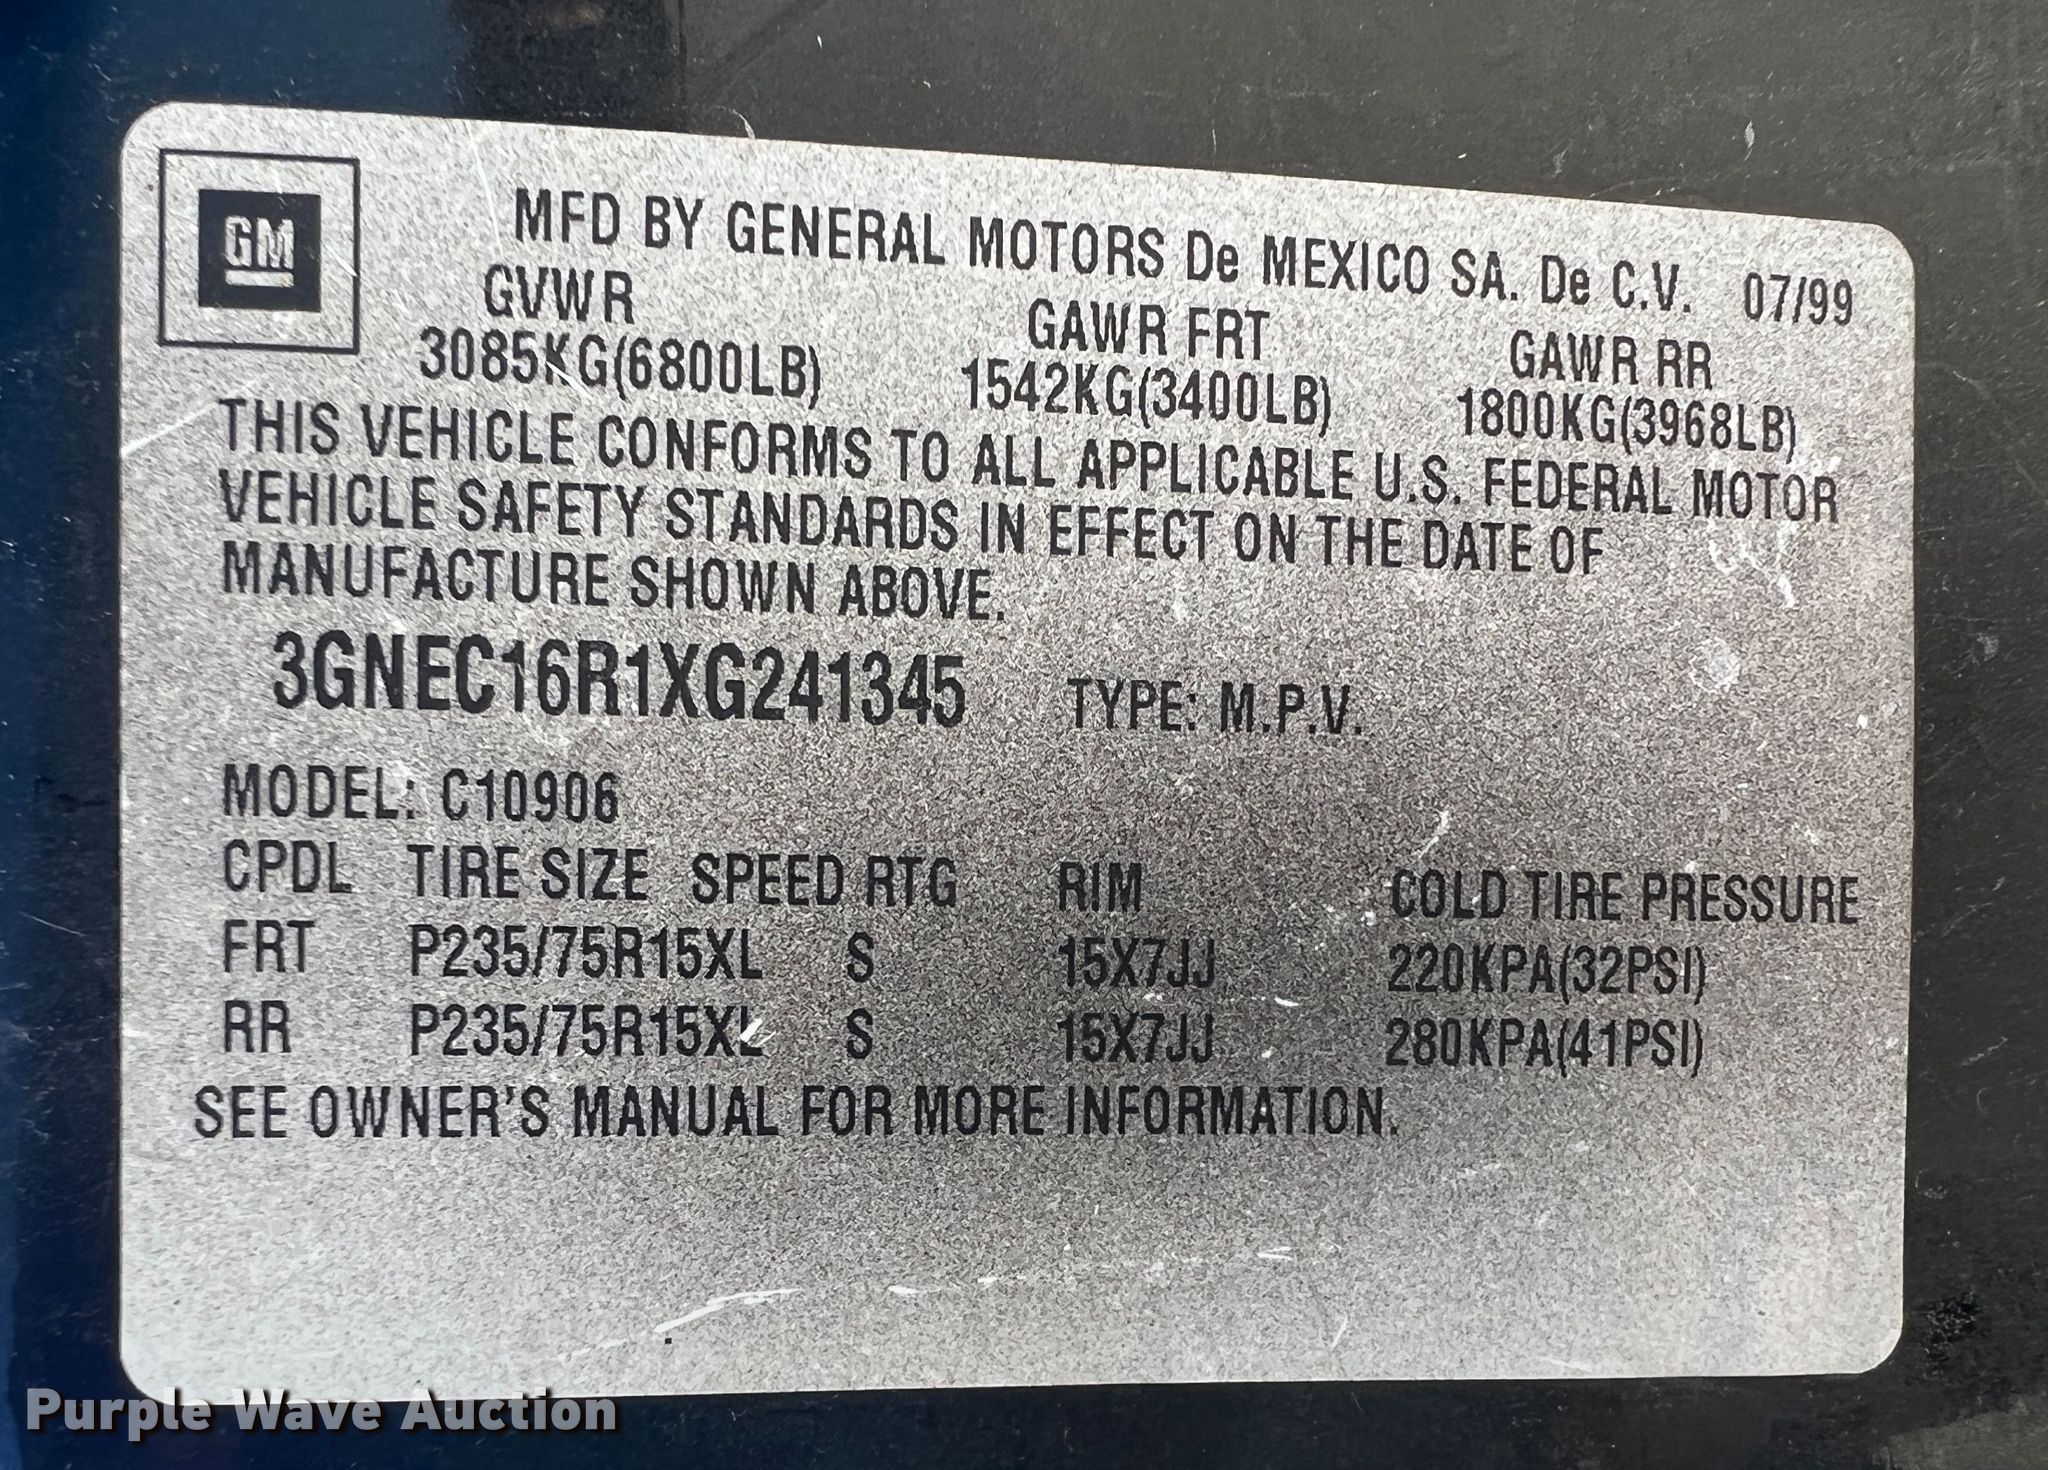 GM
MFD BY GENERAL MOTORS De MEXICO SA. De C.V. 07/99
GVWR GAWR FRT GAWR RR
3085KG(6800LB) 1542KG(3400LB) 1800KG(3968LB)
THIS VEHICLE CONFORMS TO ALL APPLICABLE U.S. FEDERAL MOTOR
VEHICLE SAFETY STANDARDS IN EFFECT ON THE DATE OF
MANUFACTURE SHOWN ABOVE.
3GNEC16R1XG241345 TYPE: M.P.V.
MODEL: C10906
CPDL TIRE SIZE SPEED RTG RIM COLD TIRE PRESSURE
FRT P235/75R15XL S 15X7JJ 220KPA(32PSI)
RR P235/75R15XL S 15X7JJ 280KPA(41PSI)
SEE OWNER'S MANUAL FOR MORE INFORMATION.
Purple Wave Auction